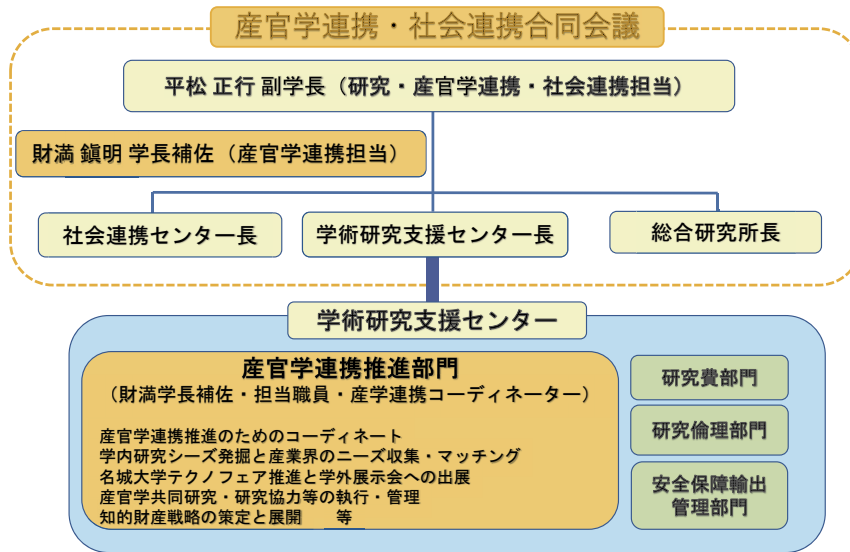 産官学連携・社会連携合同会議
平松 正行 副学長（研究・産官学連携・社会連携担当）
財満 鎭明 学長補佐（産官学連携担当）
社会連携センター長
学術研究支援センター長
総合研究所長
学術研究支援センター
産官学連携推進部門
（財満学長補佐・担当職員・産学連携コーディネーター）
産官学連携推進のためのコーディネート
学内研究シーズ発掘と産業界のニーズ収集・マッチング
名城大学テクノフェア推進と学外展示会への出展
産官学共同研究・研究協力等の執行・管理
知的財産戦略の策定と展開　　等
研究費部門
研究倫理部門
安全保障輸出
管理部門